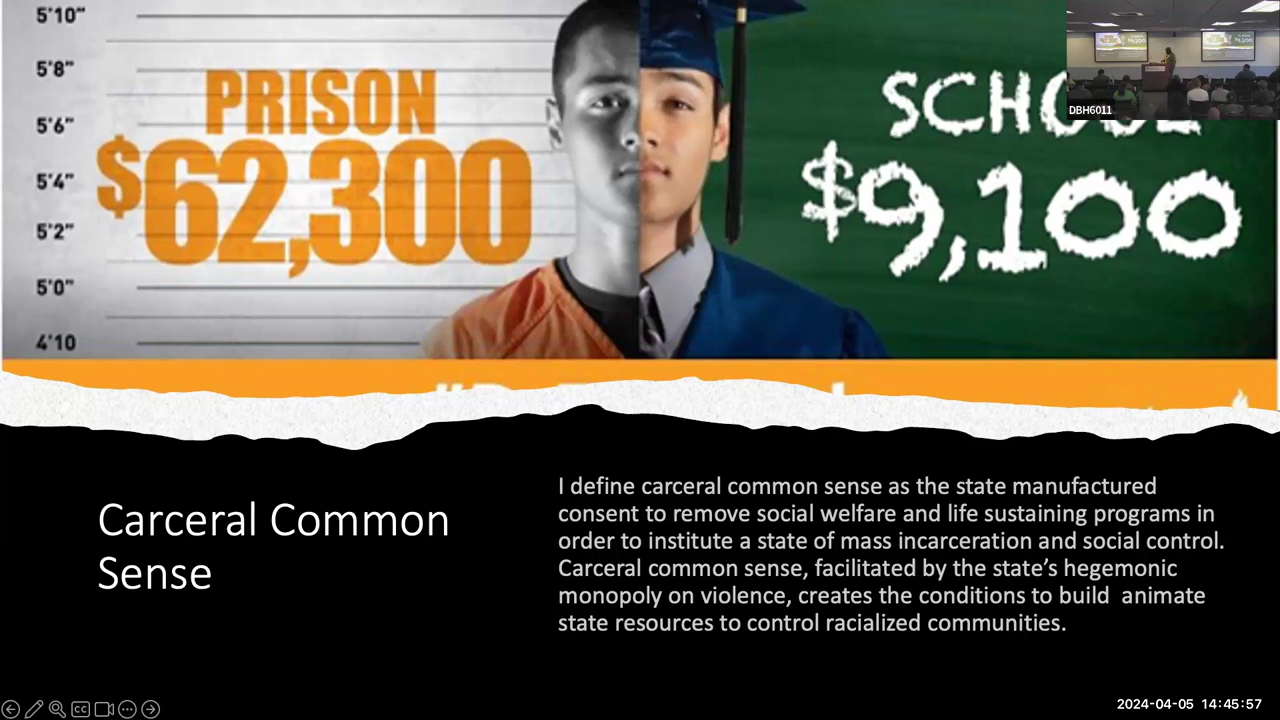 5'10"
5'8"
5'6"
5'4"
5'2"
5'0"
4'10
PRISON
$62,300
$9,100
DBH6011
Carceral Common
Sense
I define carceral common sense as the state manufactured
consent to remove social welfare and life sustaining programs in
order to institute a state of mass incarceration and social control.
Carceral common sense, facilitated by the state's hegemonic
monopoly on violence, creates the conditions to build  animate
state resources to control racialized communities.
CC
2024-04-05 14:45:57